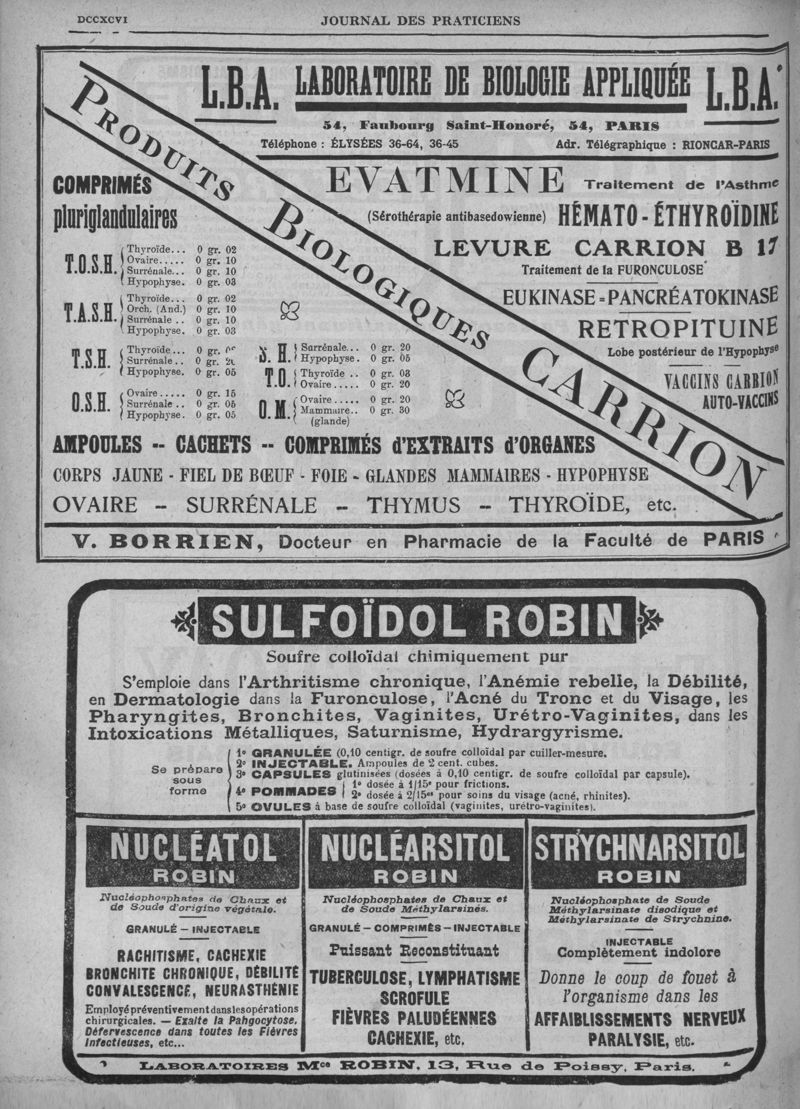 DCCXCVI
JOURNAL DES PRATICIENS
L.B.A. LABORATOIRE DE BIOLOGIE APPLIQUÉE L.B.A.
54, Faubourg Saint-Honoré, 54, PARIS
Téléphone : ÉLYSÉES 36-64, 36-45
Adr. Télégraphique : RIONCAR-PARIS
PRODUITS BIOLOGIQUES CARRION
COMPRIMÉS
pluriglandulaires
T.O.S.H.
Thyroïde... 0 gr. 02
Ovaire..... 0 gr. 10
Surrénale... 0 gr. 10
Hypophyse. 0 gr. 03
T.A.S.H.
Thyroïde... 0 gr. 02
Orch. (And.) 0 gr. 10
Surrénale .. 0 gr. 10
Hypophyse. 0 gr. 03
T.S.H.
Thyroïde... 0 gr.
Surrénale .. 0 gr.
Hypophyse. 0 gr. 05
O.S.H.
Ovaire ..... 0 gr. 15
Surrénale .. 0 gr. 05
Hypophyse. 0 gr. 05
S. H.
Surrénale... 0 gr. 20
Hypophyse. 0 gr. 05
T.O.
Thyroïde .. 0 gr. 03
Ovaire ..... 0 gr. 20
O.M.
Ovaire ..... 0 gr. 20
Mammaire.. 0 gr. 30
(glande)
EVATMINE Traitement de l'Asthme
(Sérothérapie antibasedowienne) HÉMATO-ÉTHYROÏDINE
LEVURE CARRION B 17
Traitement de la FURONCULOSE
EUKINASE-PANCRÉATOKINASE
RETROPITUINE
Lobe postérieur de l'Hypophyse
VACCINS CARRION
AUTO-VACCINS
AMPOULES -- CACHETS -- COMPRIMÉS d'EXTRAITS d'ORGANES
CORPS JAUNE - FIEL DE BŒUF - FOIE - GLANDES MAMMAIRES - HYPOPHYSE
OVAIRE - SURRÉNALE - THYMUS - THYROÏDE, etc.
V. BORRIEN, Docteur en Pharmacie de la Faculté de PARIS
SULFOÏDOL ROBIN
Soufre colloïdal chimiquement pur
S'emploie dans l'Arthritisme chronique, l'Anémie rebelie, la Débilité,
en Dermatologie dans la Furonculose, l'Acné du Tronc et du Visage, les
Pharyngites, Bronchites, Vaginites, Urétro-Vaginites, dans les
Intoxications Métalliques, Saturnisme, Hydrargyrisme.
Se prépare
sous
forme
1º GRANULÉE (0,10 centigr. de soufre colloïdal par cuiller-mesure.
2º INJECTABLE. Ampoules de 2 cent. cubes.
3º CAPSULES glutinisées (dosées à 0,10 centigr. de soufre colloïdal par capsule).
4º POMMADES
1º dosée à 1/15e pour frictions.
2º dosée à 2/15es pour soins du visage (acné, rhinites).
5º OVULES à base de soufre colloïdal (vaginites, urétro-vaginites).
NUCLÉATOL
ROBIN
Nucléophosphates de Chaux et
de Soude d'origine végétale.
GRANULÉ - INJECTABLE
RACHITISME, CACHEXIE
BRONCHITE CHRONIQUE, DÉBILITÉ
CONVALESCENCE, NEURASTHÉNIE
Employé préventivement dans les opérations
chirurgicales. — Exalte la Pahgocytose.
Défervescence dans toutes les Fièvres
Infectieuses, etc...
NUCLÉARSITOL
ROBIN
Nucléophosphates de Chaux et
de Soude Méthylarsinés.
GRANULÉ - COMPRIMÉS - INJECTABLE
Puissant Reconstituant
TUBERCULOSE, LYMPHATISME
SCROFULE
FIÈVRES PALUDÉENNES
CACHEXIE, etc.
STRYCHNARSITOL
ROBIN
Nucléophosphate de Soude
Méthylarsinate disodique et
Méthylarsinate de Strychnine.
INJECTABLE
Complètement indolore
Donne le coup de fouet à
l'organisme dans les
AFFAIBLISSEMENTS NERVEUX
PARALYSIE, etc.
LABORATOIRES Mce ROBIN, 13, Rue de Poissy, Paris.